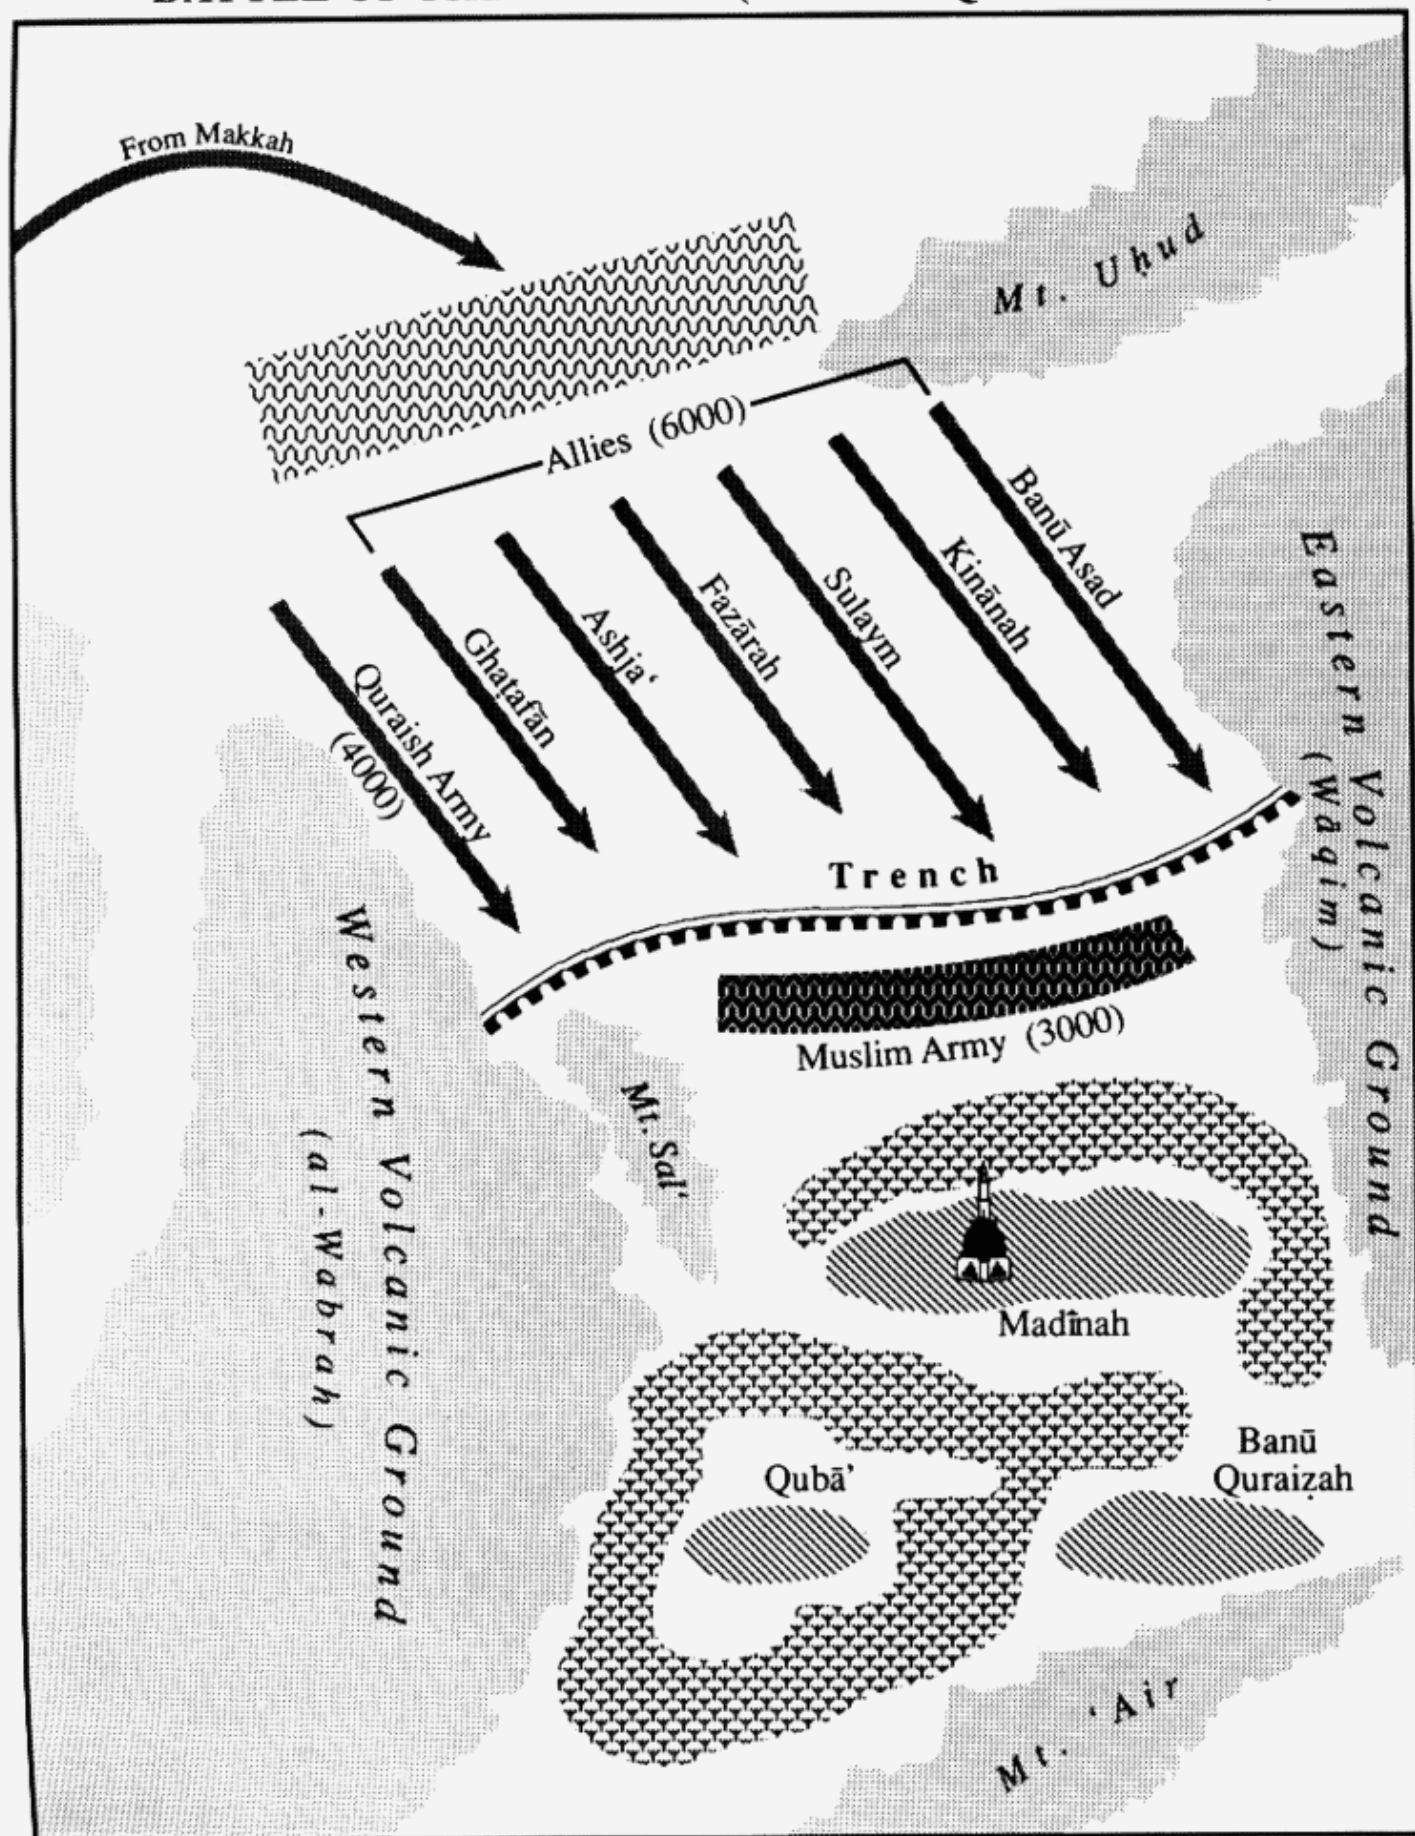 From Makkah
Mt. Uḥud
Allies (6000)
Banū Asad
Kinānah
Sulaym
Fazārah
Ashja‘
Ghaṭafān
Quraish Army
(4000)
Eastern Volcanic Ground
(Wāqim)
Trench
Western Volcanic Ground
(al-Wabrah)
Muslim Army (3000)
Mt. Sal‘
Madīnah
Qubā’
Banū
Quraiẓah
Mt. ‘Air